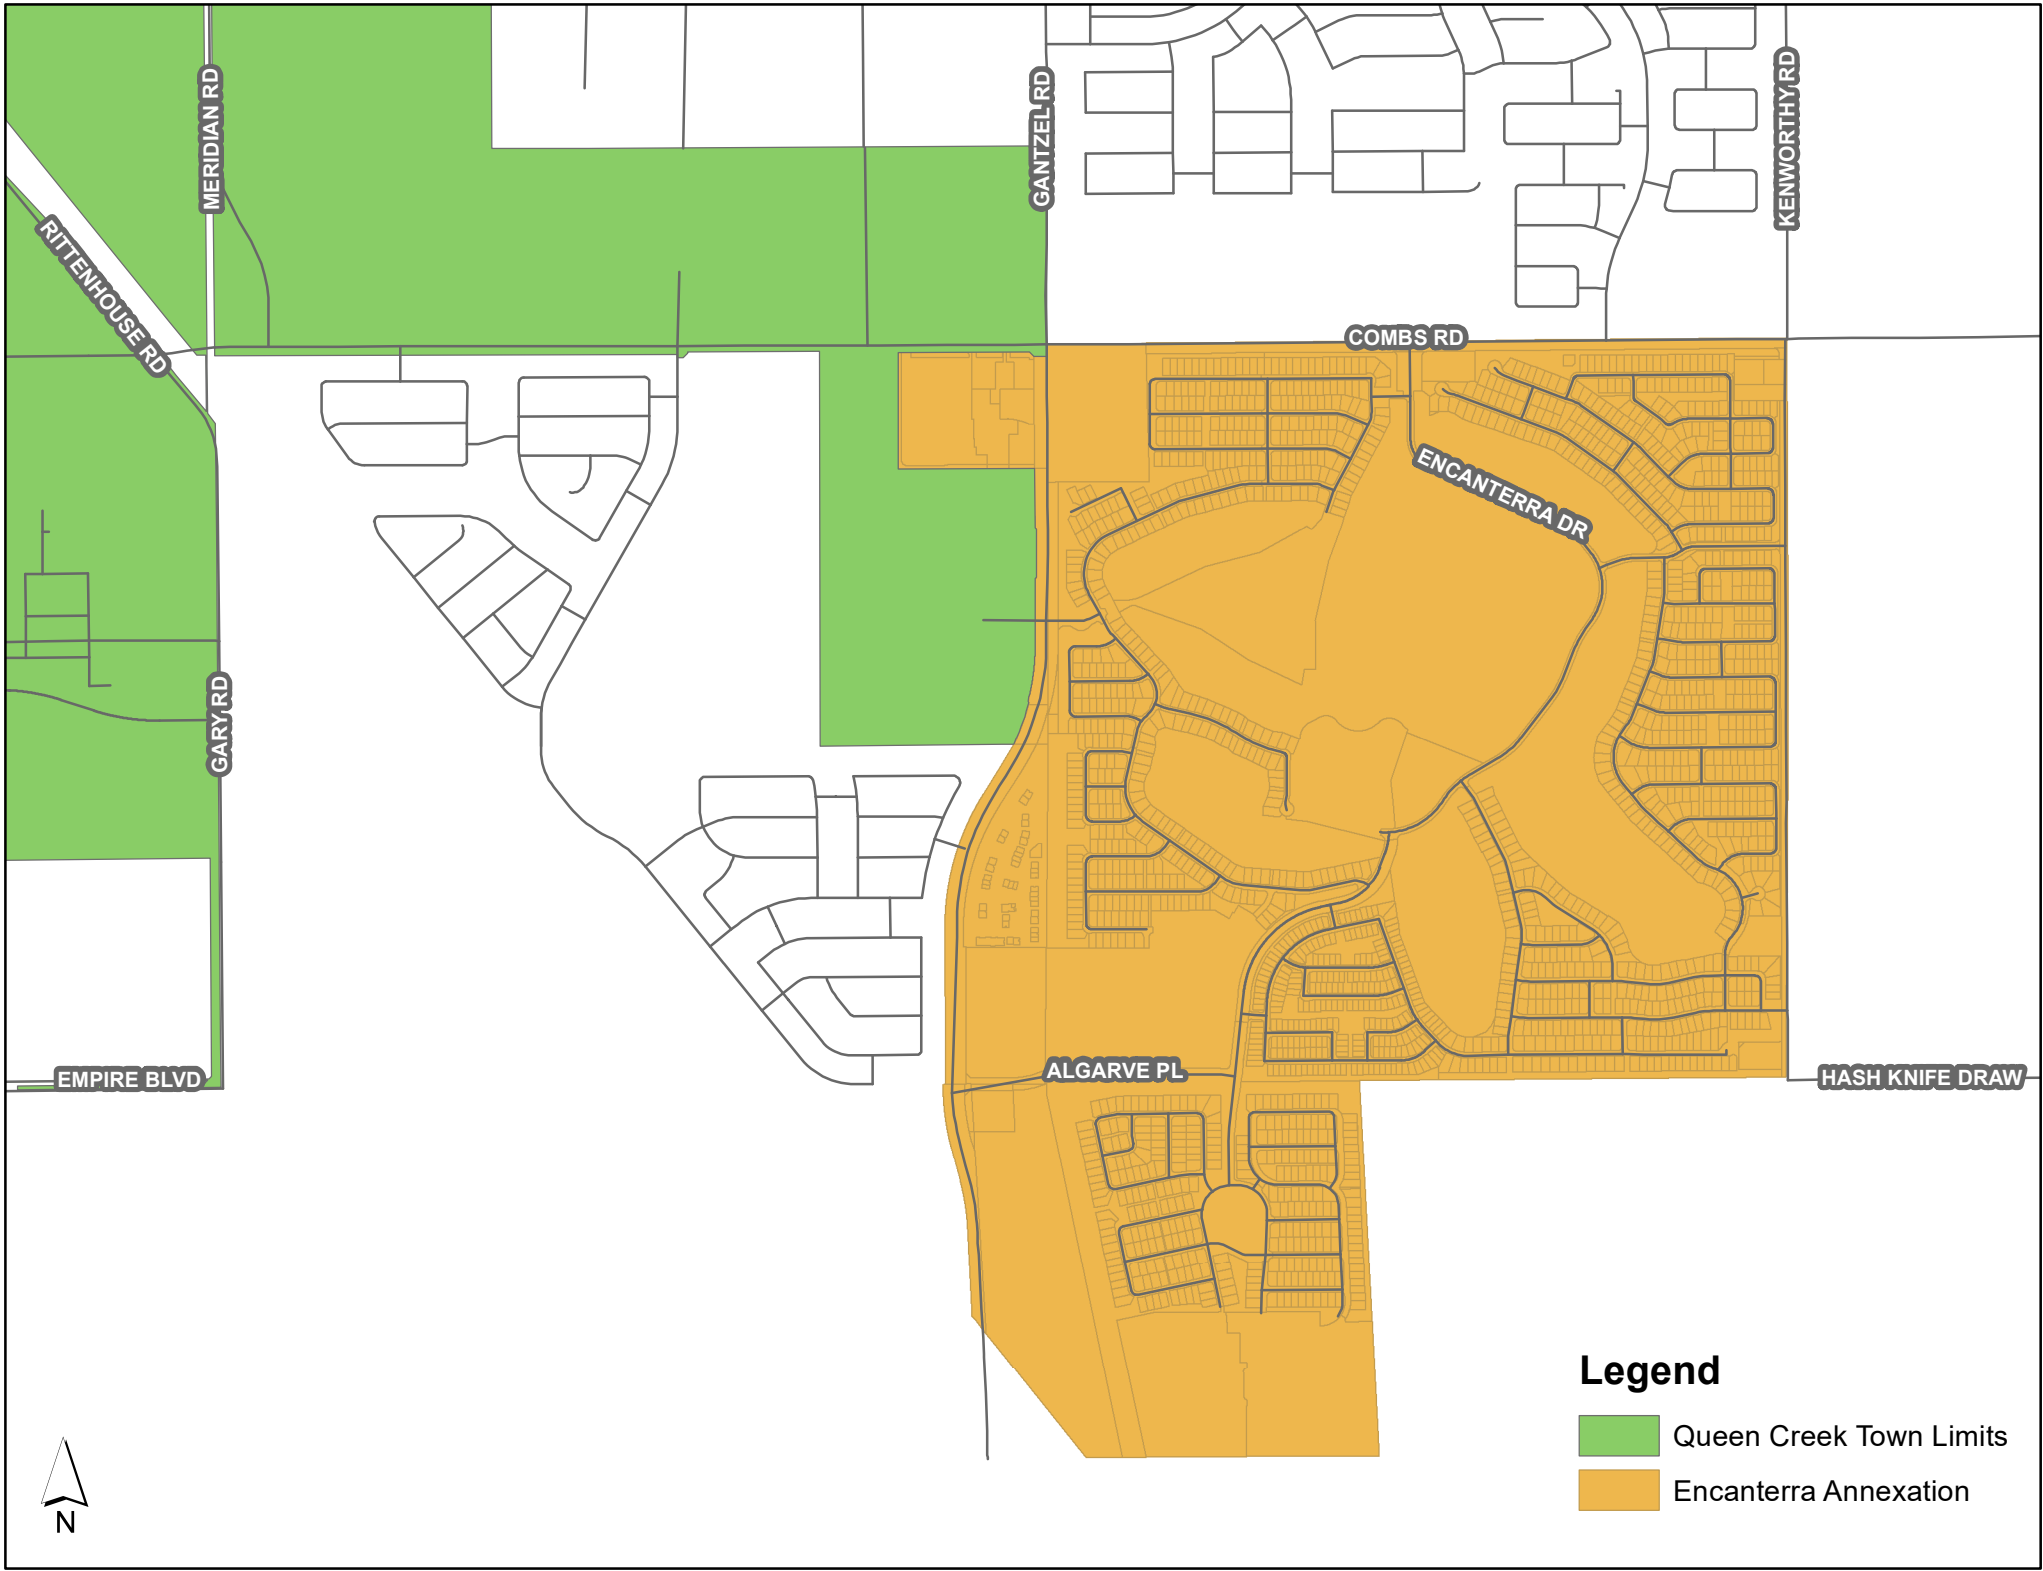 MERIDIAN RD
GANTZEL RD
KENWORTHY RD
RITTENHOUSE RD
COMBS RD
ENCANTERRA DR
GARY RD
EMPIRE BLVD
ALGARVE PL
HASH KNIFE DRAW
Legend
Queen Creek Town Limits
Encanterra Annexation
N